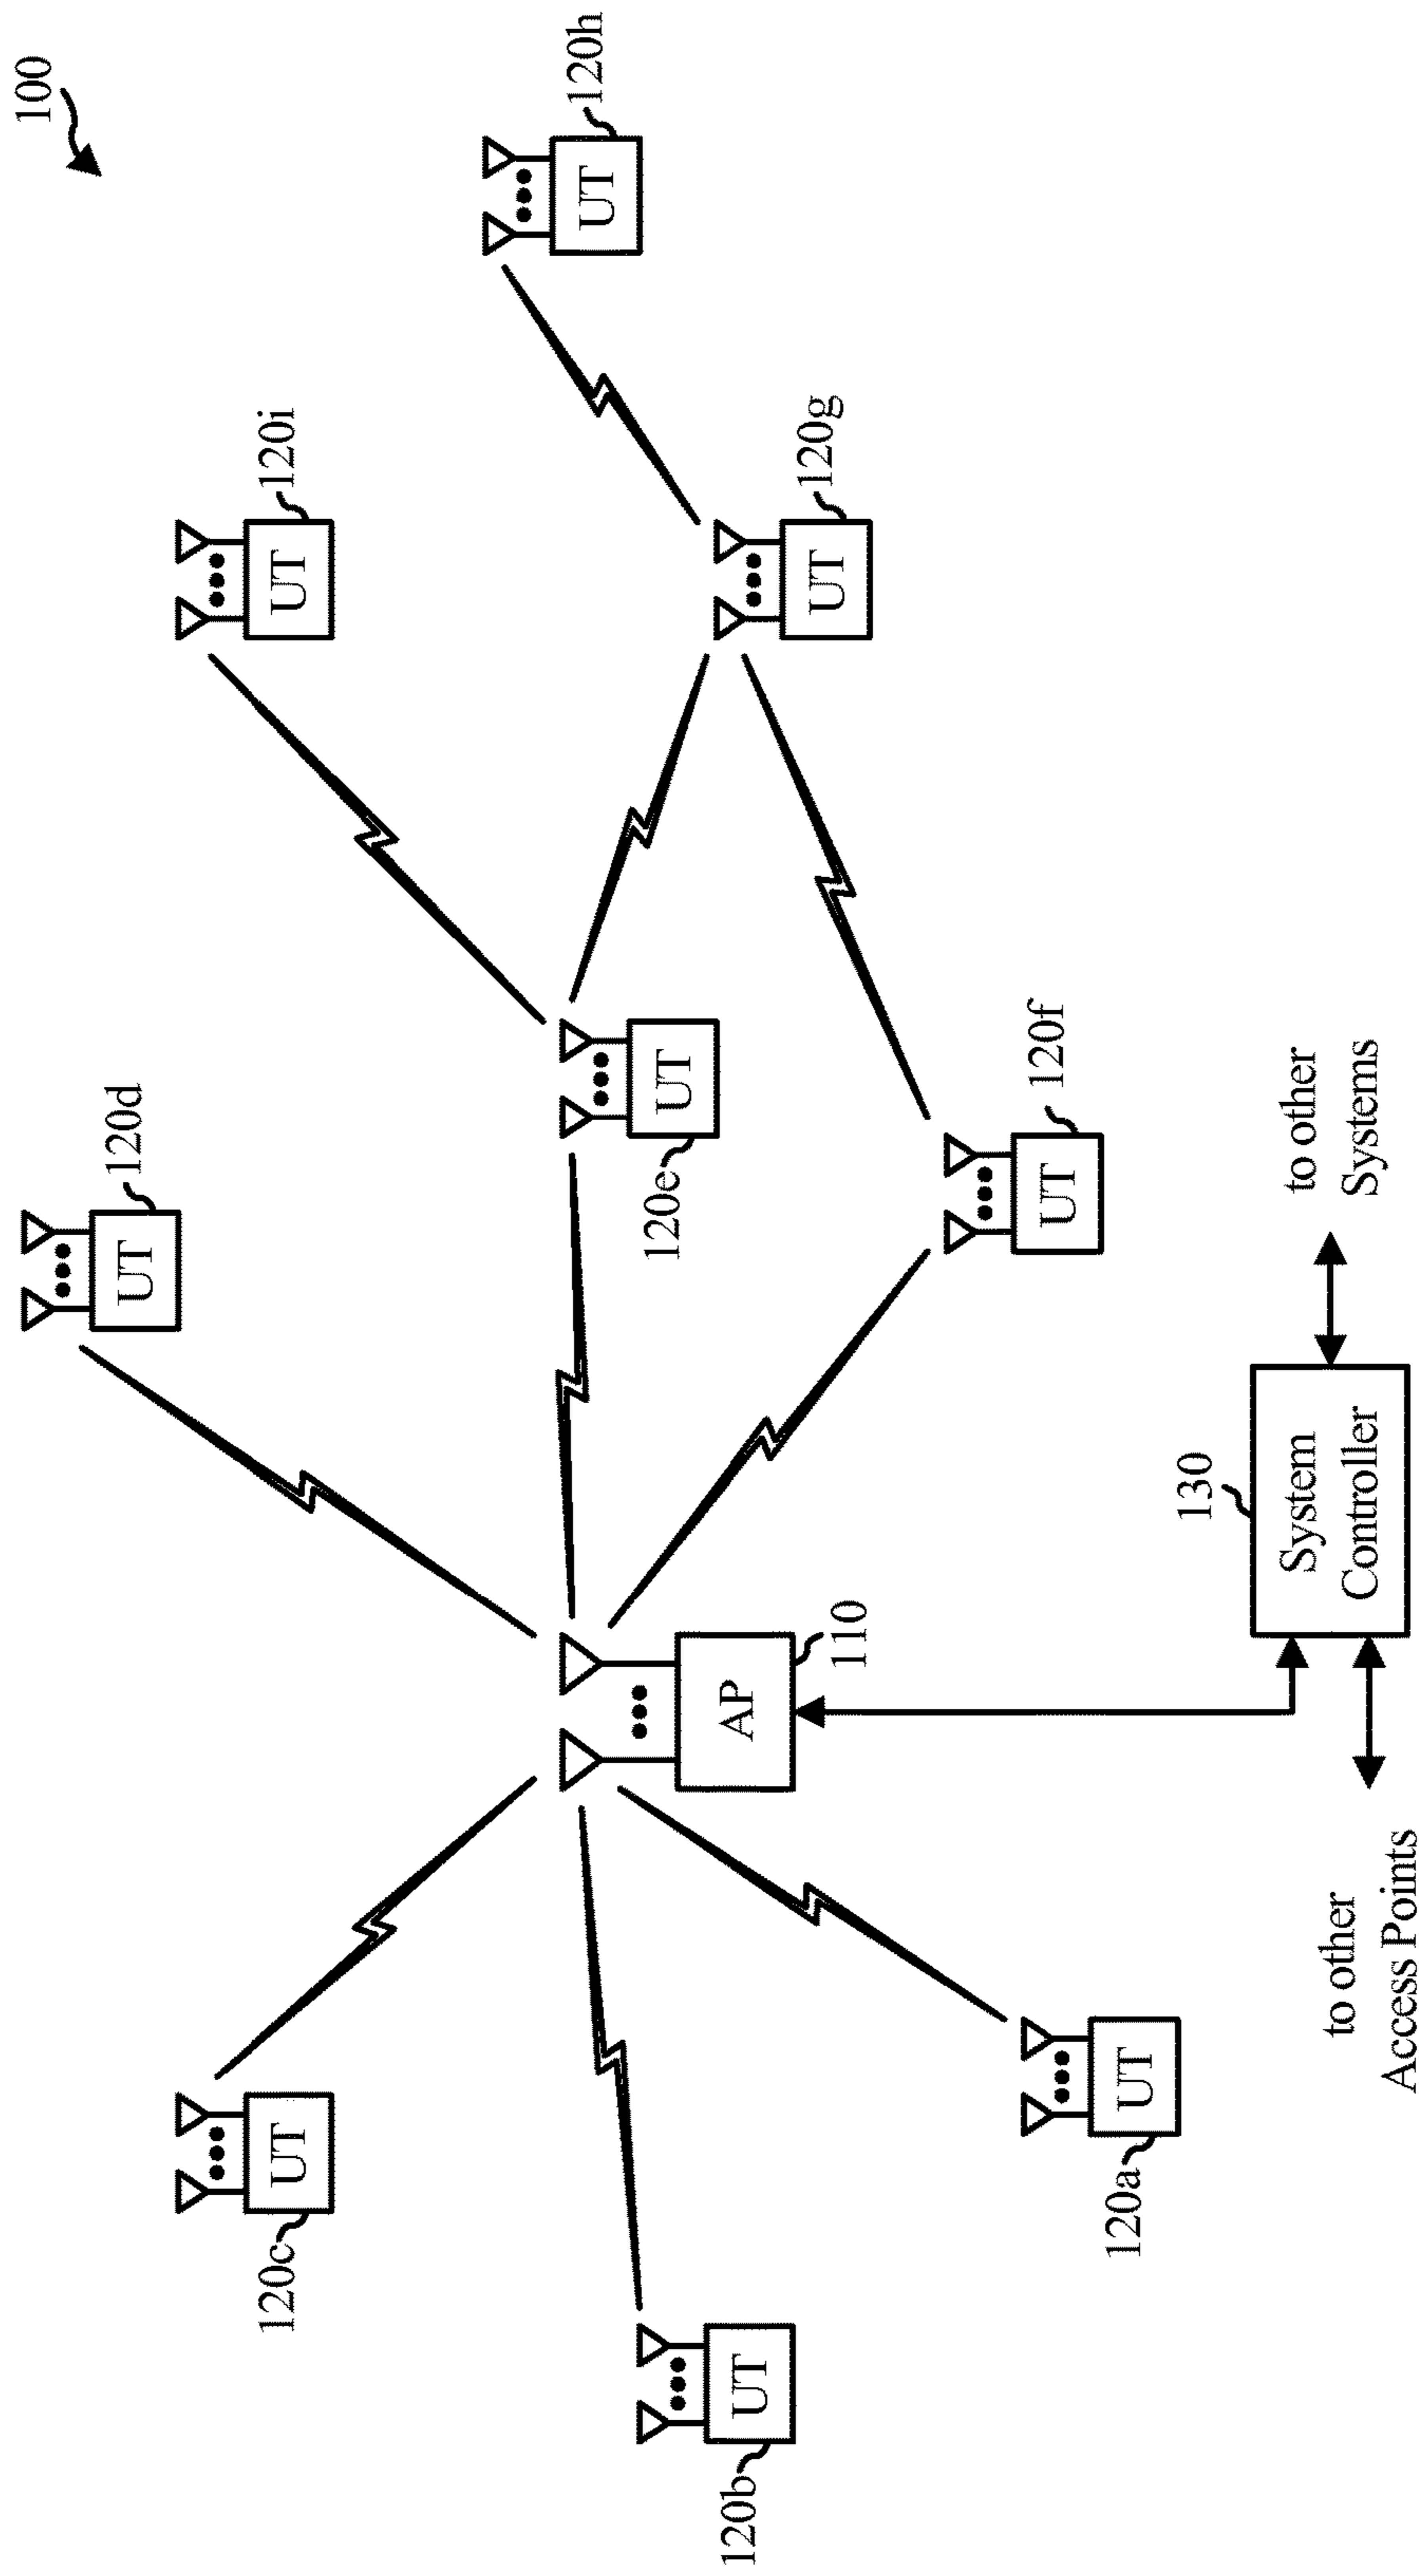 100
120d
UT
120i
UT
120c
UT
120h
UT
120e
UT
AP
110
120g
UT
120b
UT
120f
UT
120a
UT
130
System
Controller
to other
Systems
to other
Access Points